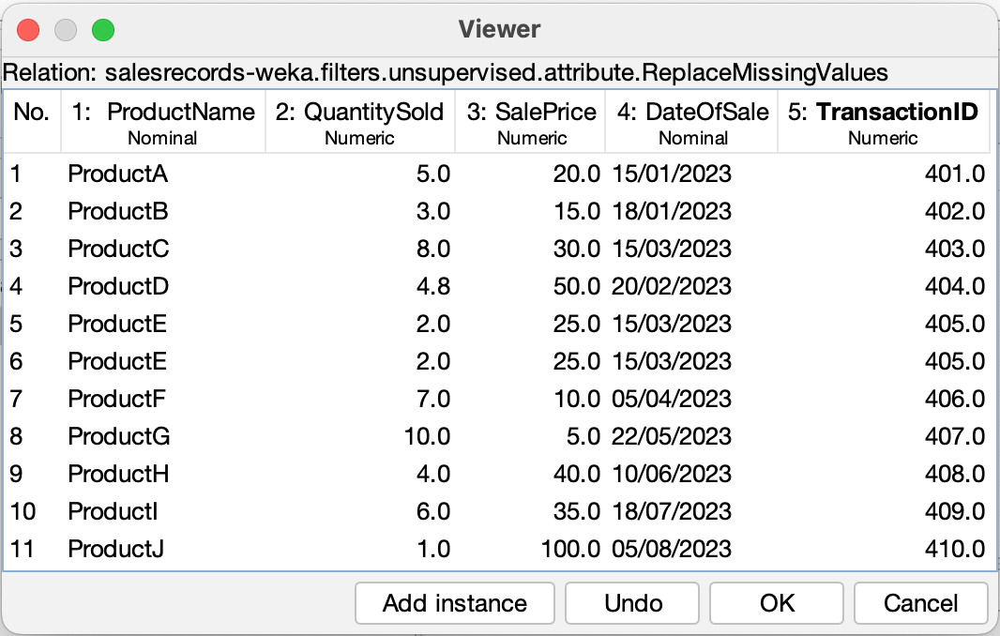 Viewer
Relation: salesrecords-weka.filters.unsupervised.attribute.ReplaceMissingValues
No. 1: ProductName 2: QuantitySold 3: SalePrice 4: DateOfSale 5: TransactionID
Nominal Numeric Numeric Nominal Numeric
1 ProductA 5.0 20.0 15/01/2023 401.0
2 ProductB 3.0 15.0 18/01/2023 402.0
3 ProductC 8.0 30.0 15/03/2023 403.0
4 ProductD 4.8 50.0 20/02/2023 404.0
5 ProductE 2.0 25.0 15/03/2023 405.0
6 ProductE 2.0 25.0 15/03/2023 405.0
7 ProductF 7.0 10.0 05/04/2023 406.0
8 ProductG 10.0 5.0 22/05/2023 407.0
9 ProductH 4.0 40.0 10/06/2023 408.0
10 ProductI 6.0 35.0 18/07/2023 409.0
11 ProductJ 1.0 100.0 05/08/2023 410.0
Add instance Undo OK Cancel